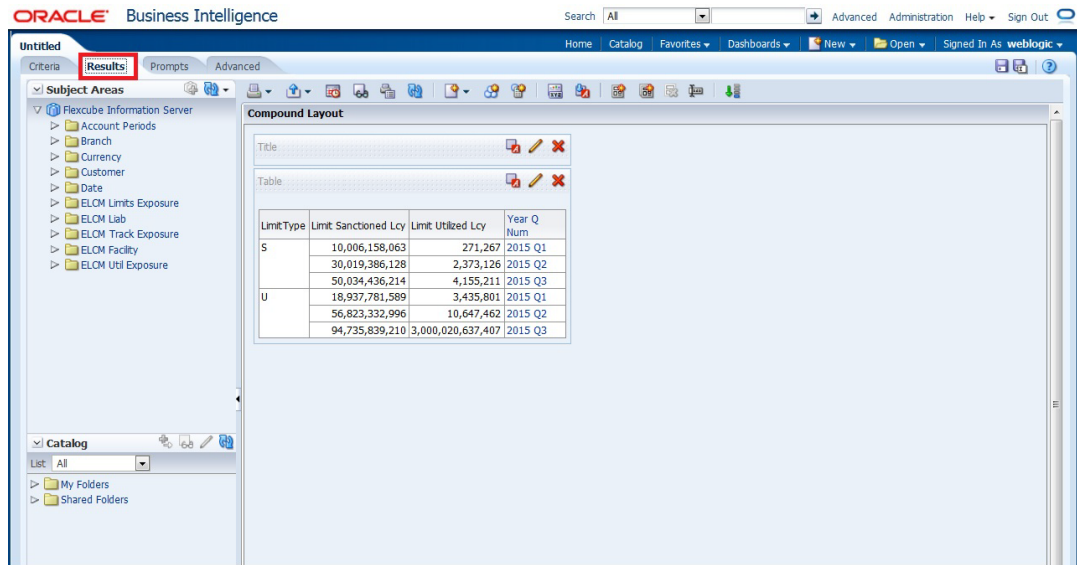 ORACLE Business Intelligence
Search All Advanced Administration Help Sign Out
Untitled
Home Catalog Favorites Dashboards New Open Signed In As weblogic
Criteria Results Prompts Advanced
Subject Areas
Flexcube Information Server
Account Periods
Branch
Currency
Customer
Date
ELCM Limits Exposure
ELCM Liab
ELCM Track Exposure
ELCM Facility
ELCM Util Exposure
Catalog
List All
My Folders
Shared Folders
Compound Layout
Title
Table
LimitType Limit Sanctioned Lcy Limit Utilized Lcy Year Q Num
S 10,006,158,063 271,267 2015 Q1
30,019,386,128 2,373,126 2015 Q2
50,034,436,214 4,155,211 2015 Q3
U 18,937,781,589 3,435,801 2015 Q1
56,823,332,996 10,647,462 2015 Q2
94,735,839,210 3,000,020,637,407 2015 Q3